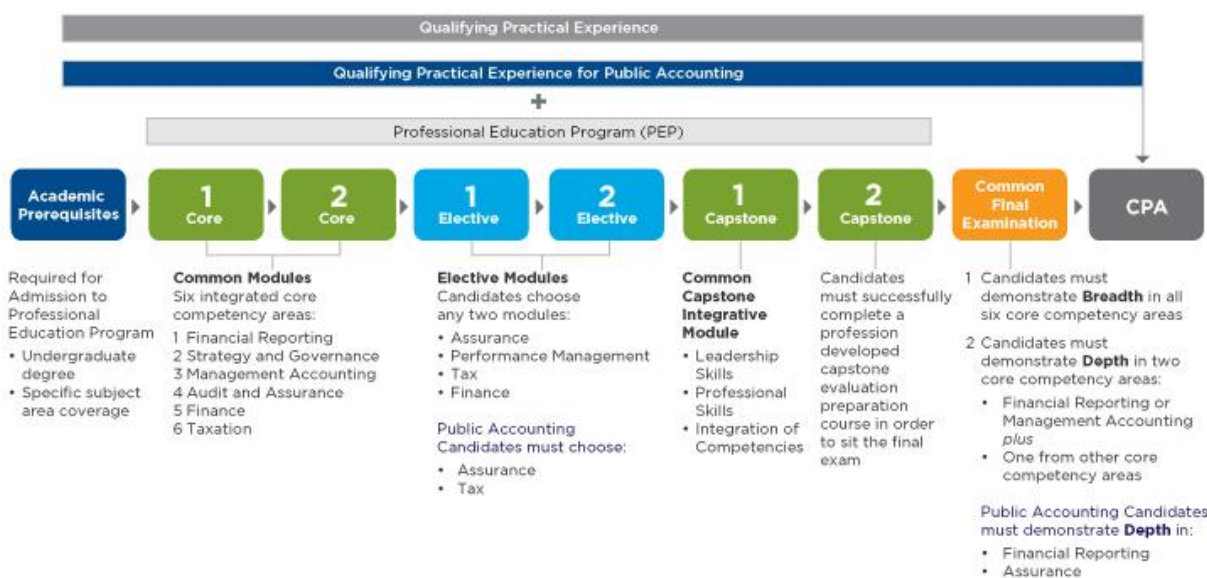 Qualifying Practical Experience
Qualifying Practical Experience for Public Accounting
+
Professional Education Program (PEP)
Academic
Prerequisites
1
Core
2
Core
1
Elective
2
Elective
1
Capstone
2
Capstone
Common
Final
Examination
CPA
Required for
Admission to
Professional
Education Program
• Undergraduate
degree
• Specific subject
area coverage
Common Modules
Six integrated core
competency areas:
1 Financial Reporting
2 Strategy and Governance
3 Management Accounting
4 Audit and Assurance
5 Finance
6 Taxation
Elective Modules
Candidates choose
any two modules:
• Assurance
• Performance Management
• Tax
• Finance
Public Accounting
Candidates must choose:
• Assurance
• Tax
Common
Capstone
Integrative
Module
• Leadership
Skills
• Professional
Skills
• Integration of
Competencies
Candidates
must successfully
complete a
profession
developed
capstone
evaluation
preparation
course in order
to sit the final
exam
1 Candidates must
demonstrate Breadth in all
six core competency areas
2 Candidates must
demonstrate Depth in two
core competency areas:
• Financial Reporting or
Management Accounting
plus
• One from other core
competency areas
Public Accounting Candidates
must demonstrate Depth in:
• Financial Reporting
• Assurance